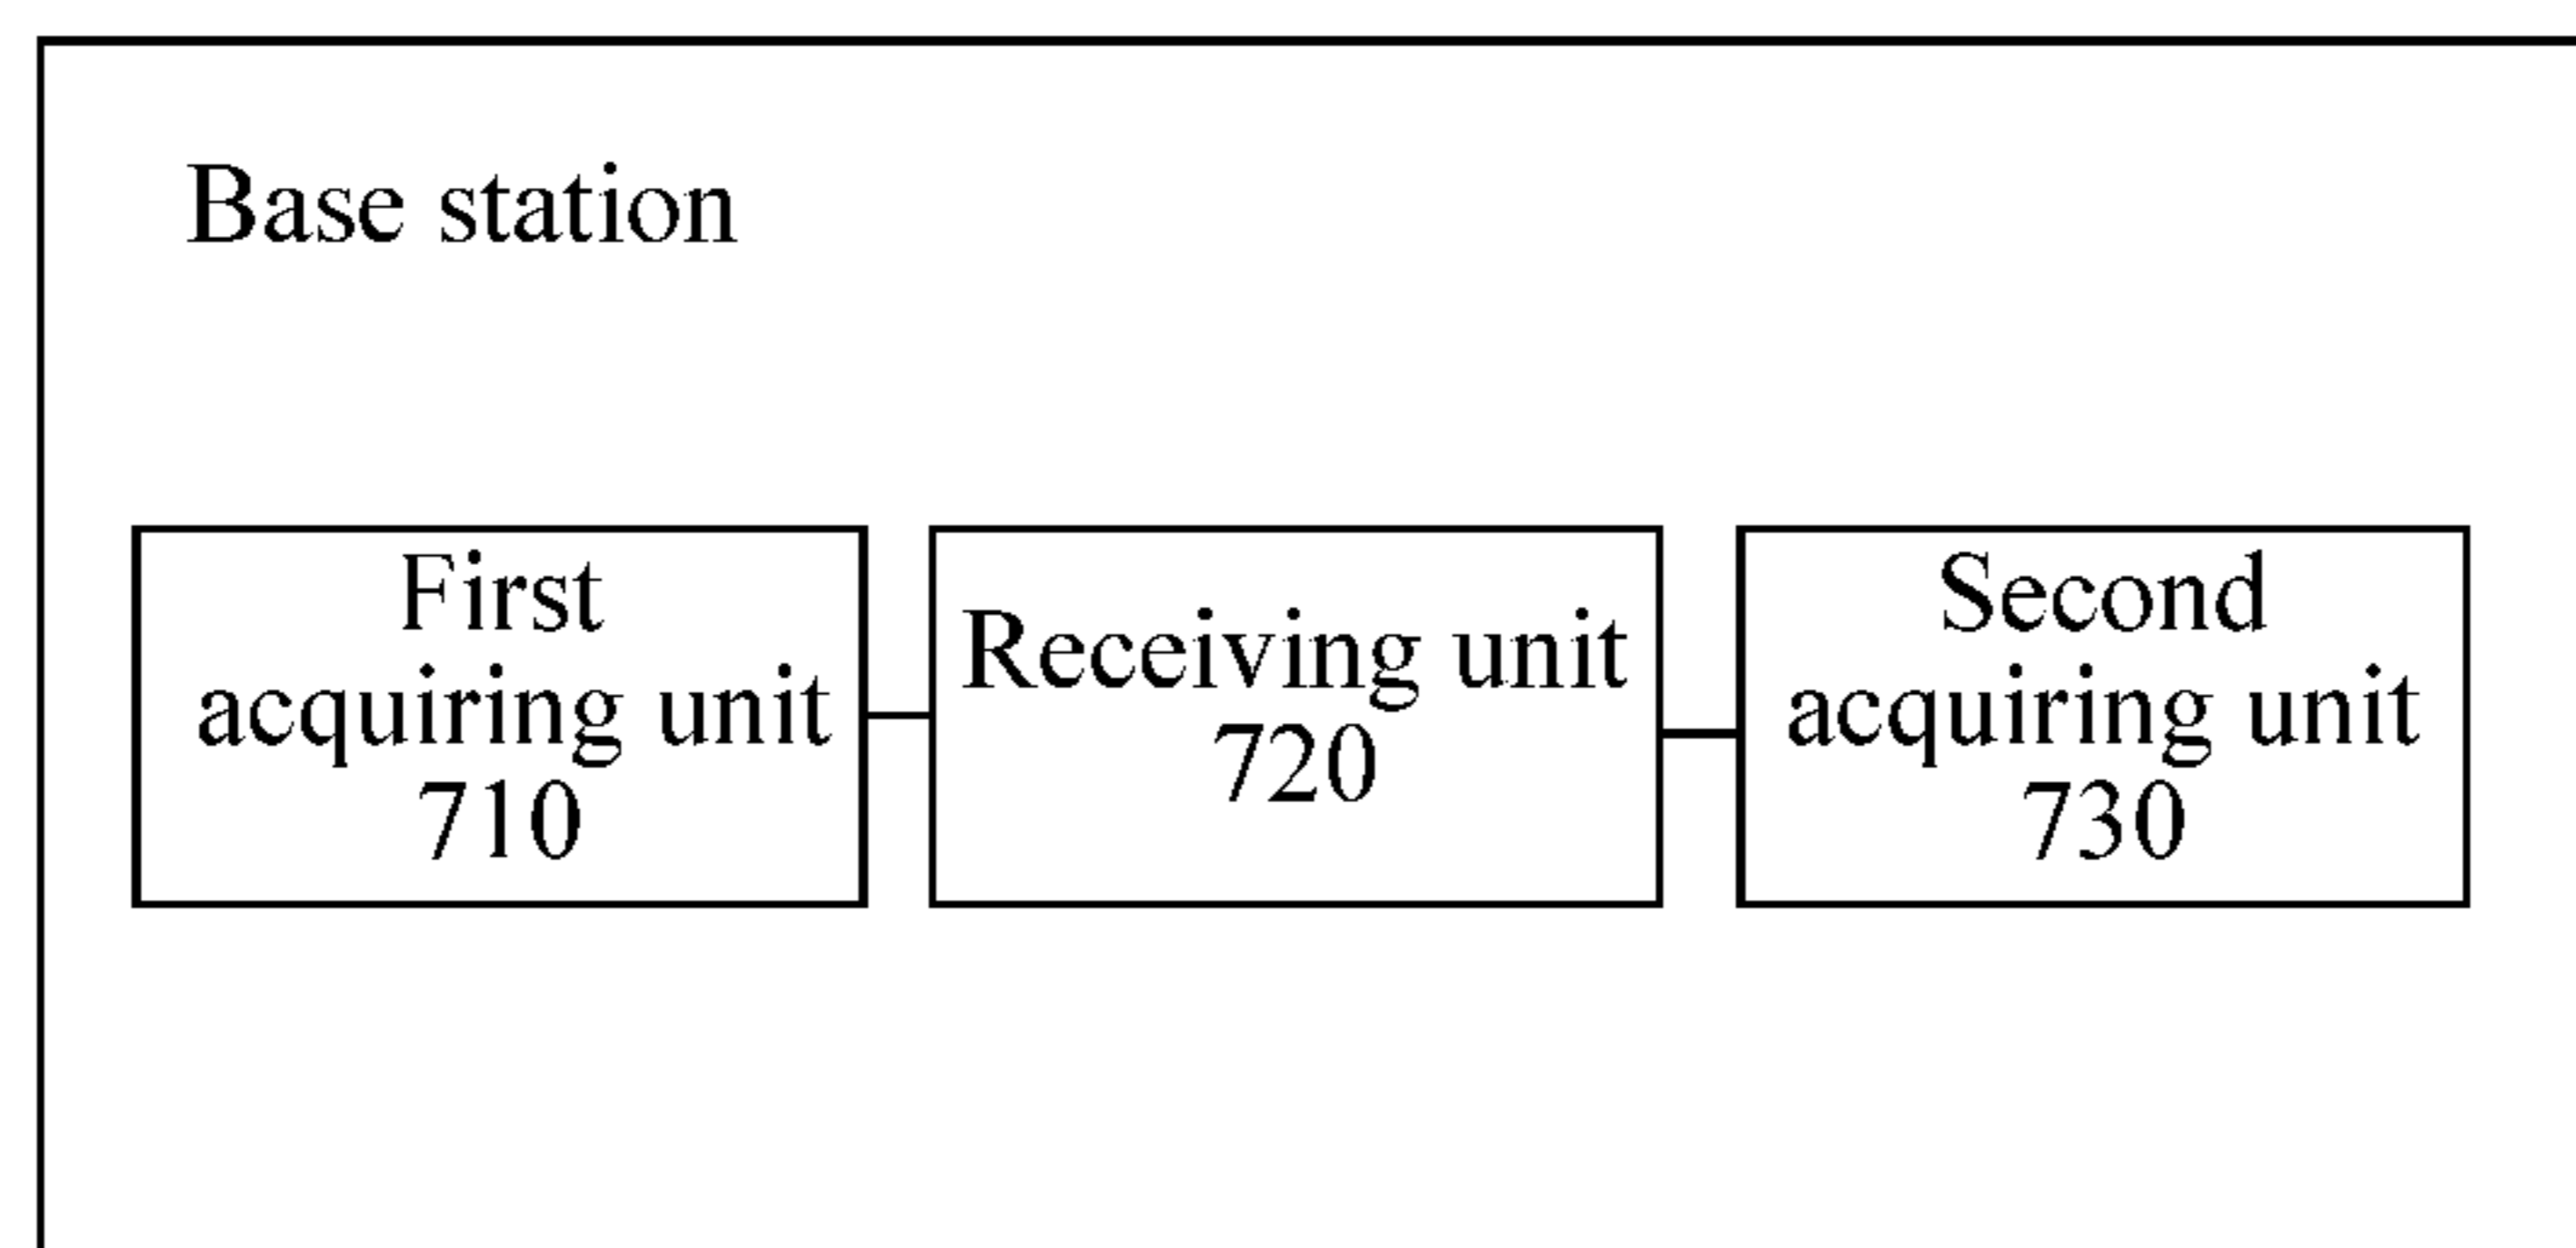 Base station
First
acquiring unit
710
Receiving unit
720
Second
acquiring unit
730